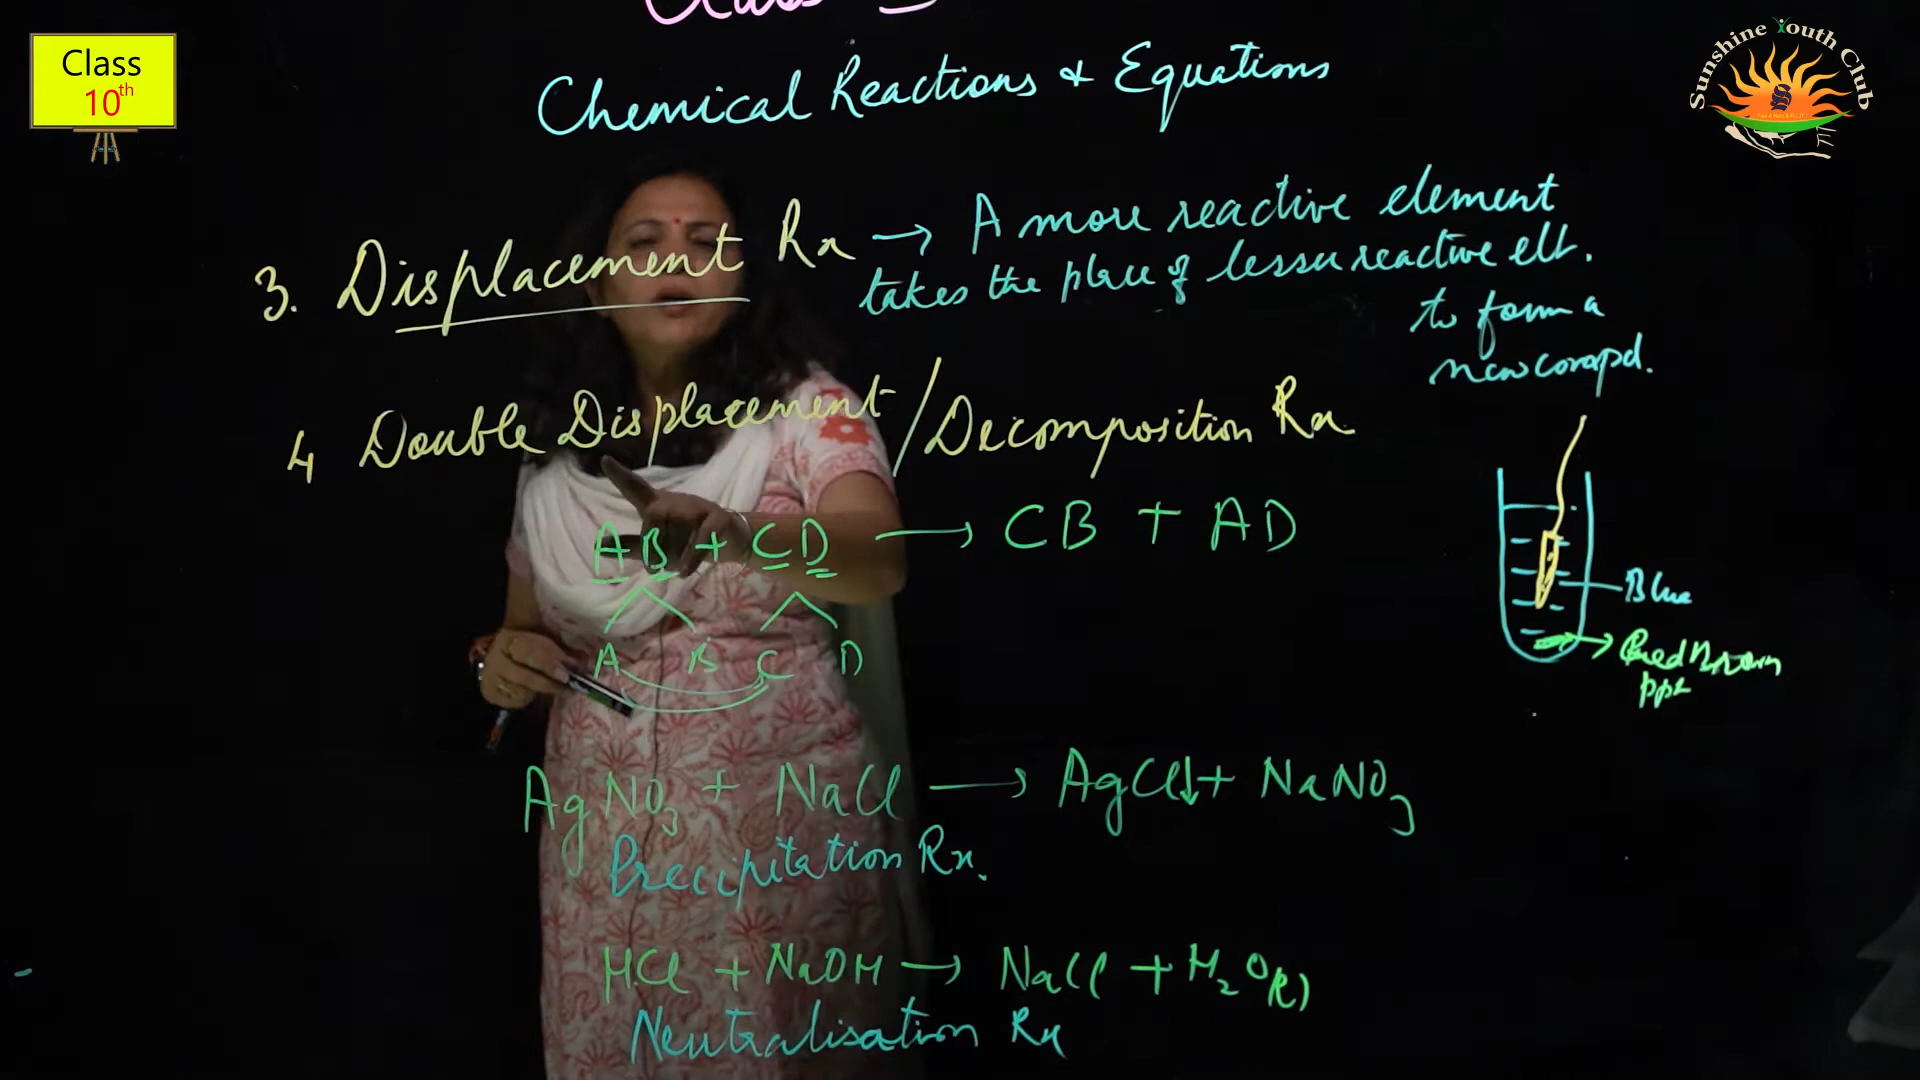 Class
Class
10th
Sunshine Youth Club
Chemical Reactions & Equations
3. Displacement Rx → A more reactive element
takes the place of lesser reactive elt.
to form a
new compd.
4 Double Displacement / Decomposition Rx
AB + CD → CB + AD
A B C D
Blue
Red Brown
ppt
AgNO3 + NaCl → AgCl↓ + NaNO3
Precipitation Rx.
HCl + NaOH → NaCl + H2O(l)
Neutralisation Rx